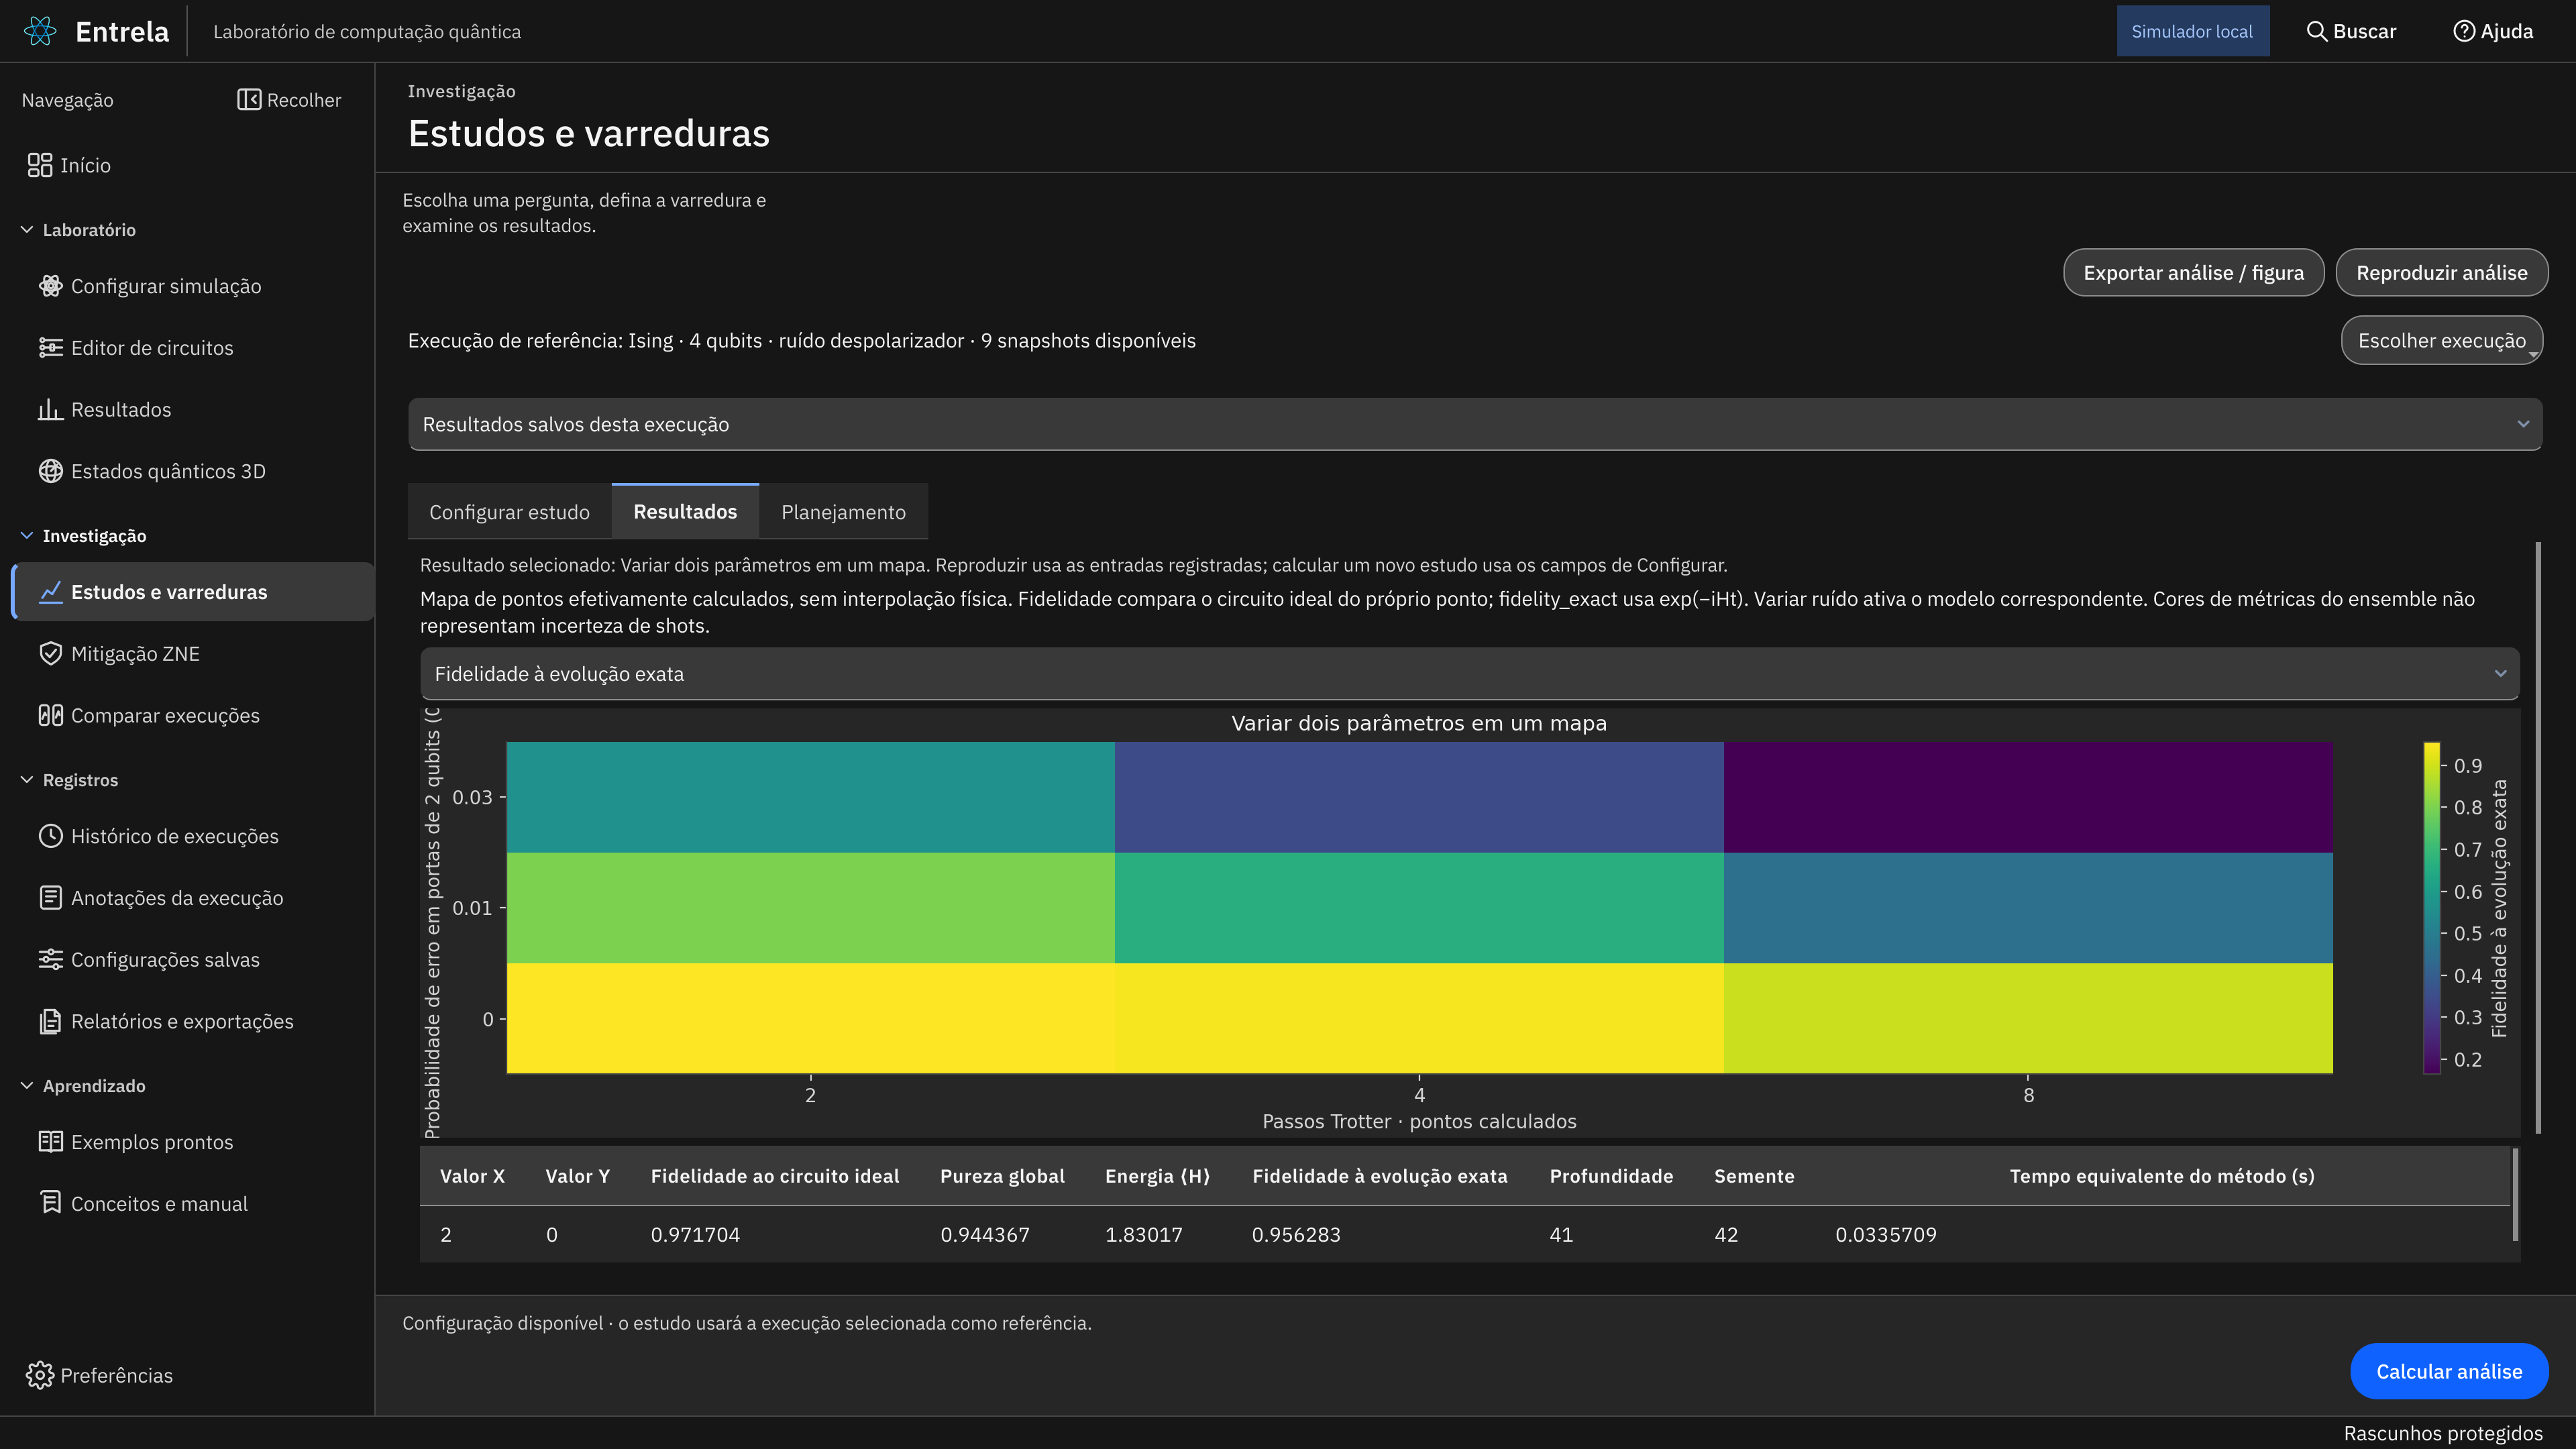 Entrela
Laboratório de computação quântica
Simulador local
Buscar
Ajuda
Navegação
Recolher
Início
Laboratório
Configurar simulação
Editor de circuitos
Resultados
Estados quânticos 3D
Investigação
Estudos e varreduras
Mitigação ZNE
Comparar execuções
Registros
Histórico de execuções
Anotações da execução
Configurações salvas
Relatórios e exportações
Aprendizado
Exemplos prontos
Conceitos e manual
Preferências
Investigação
Estudos e varreduras
Escolha uma pergunta, defina a varredura e
examine os resultados.
Exportar análise / figura
Reproduzir análise
Execução de referência: Ising · 4 qubits · ruído despolarizador · 9 snapshots disponíveis
Escolher execução
Resultados salvos desta execução
Configurar estudo
Resultados
Planejamento
Resultado selecionado: Variar dois parâmetros em um mapa. Reproduzir usa as entradas registradas; calcular um novo estudo usa os campos de Configurar.
Mapa de pontos efetivamente calculados, sem interpolação física. Fidelidade compara o circuito ideal do próprio ponto; fidelity_exact usa exp(−iHt). Variar ruído ativa o modelo correspondente. Cores de métricas do ensemble não
representam incerteza de shots.
Fidelidade à evolução exata
Variar dois parâmetros em um mapa
Probabilidade de erro em portas de 2 qubits (
0.03
0.01
0
2
4
8
Passos Trotter · pontos calculados
0.9
0.8
0.7
0.6
0.5
0.4
0.3
0.2
Fidelidade à evolução exata
Valor X Valor Y Fidelidade ao circuito ideal Pureza global Energia ⟨H⟩ Fidelidade à evolução exata Profundidade Semente Tempo equivalente do método (s)
2 0 0.971704 0.944367 1.83017 0.956283 41 42 0.0335709
Configuração disponível · o estudo usará a execução selecionada como referência.
Calcular análise
Rascunhos protegidos